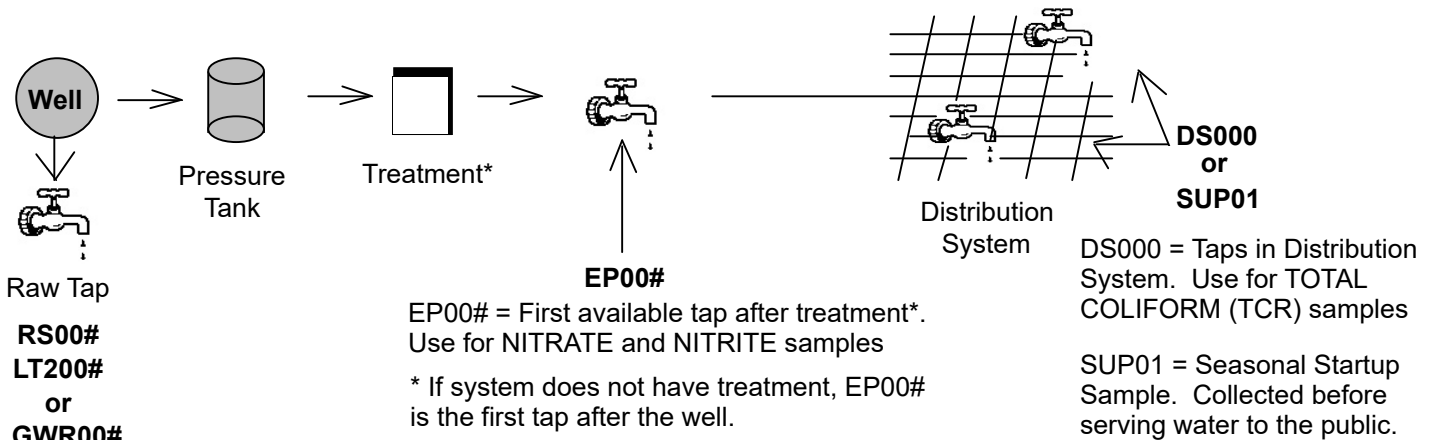 Well
Pressure
Tank
Treatment*
Raw Tap
RS00#
LT200#
or
GWR00#
EP00#
EP00# = First available tap after treatment*.
Use for NITRATE and NITRITE samples
* If system does not have treatment, EP00#
is the first tap after the well.
Distribution
System
DS000
or
SUP01
DS000 = Taps in Distribution
System. Use for TOTAL
COLIFORM (TCR) samples
SUP01 = Seasonal Startup
Sample. Collected before
serving water to the public.